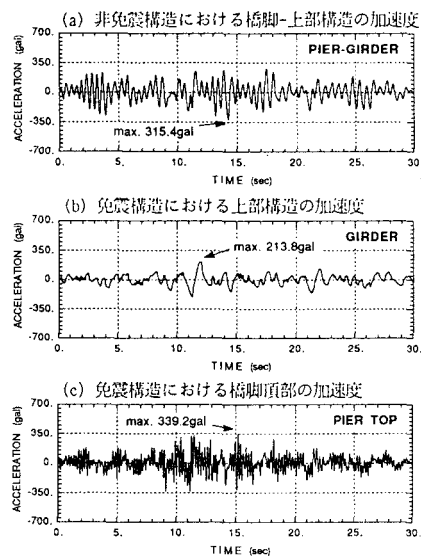 (a) 非免震構造における橋脚-上部構造の加速度
700.
350.
0.
-350.
-700.
ACCELERATION (gal)
PIER-GIRDER
max. 315.4gal
0. 5. 10. 15. 20. 25. 30.
TIME (sec)
(b) 免震構造における上部構造の加速度
700.
350.
0.
-350.
-700.
ACCELERATION (gal)
GIRDER
max. 213.8gal
0. 5. 10. 15. 20. 25. 30.
TIME (sec)
(c) 免震構造における橋脚頂部の加速度
700.
350.
0.
-350.
-700.
ACCELERATION (gal)
PIER TOP
max. 339.2gal
0. 5. 10. 15. 20. 25. 30.
TIME (sec)